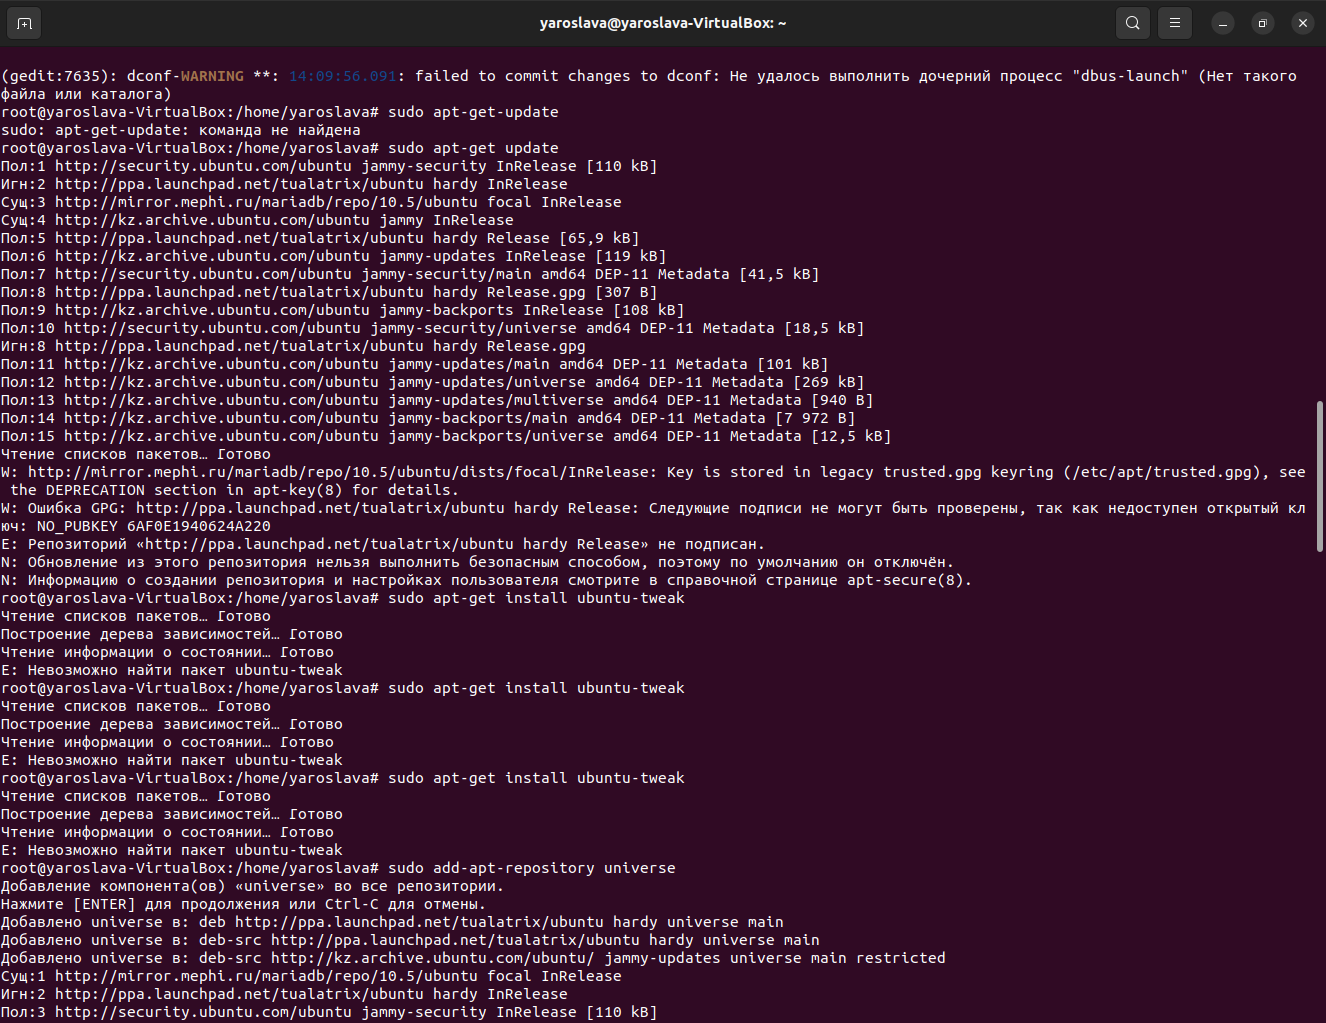 yaroslava@yaroslava-VirtualBox: ~
(gedit:7635): dconf-WARNING **: 14:09:56.091: failed to commit changes to dconf: Не удалось выполнить дочерний процесс "dbus-launch" (Нет такого
файла или каталога)
root@yaroslava-VirtualBox:/home/yaroslava# sudo apt-get-update
sudo: apt-get-update: команда не найдена
root@yaroslava-VirtualBox:/home/yaroslava# sudo apt-get update
Пол:1 http://security.ubuntu.com/ubuntu jammy-security InRelease [110 kB]
Игн:2 http://ppa.launchpad.net/tualatrix/ubuntu hardy InRelease
Сущ:3 http://mirror.mephi.ru/mariadb/repo/10.5/ubuntu focal InRelease
Сущ:4 http://kz.archive.ubuntu.com/ubuntu jammy InRelease
Пол:5 http://ppa.launchpad.net/tualatrix/ubuntu hardy Release [65,9 kB]
Пол:6 http://kz.archive.ubuntu.com/ubuntu jammy-updates InRelease [119 kB]
Пол:7 http://security.ubuntu.com/ubuntu jammy-security/main amd64 DEP-11 Metadata [41,5 kB]
Пол:8 http://ppa.launchpad.net/tualatrix/ubuntu hardy Release.gpg [307 B]
Пол:9 http://kz.archive.ubuntu.com/ubuntu jammy-backports InRelease [108 kB]
Пол:10 http://security.ubuntu.com/ubuntu jammy-security/universe amd64 DEP-11 Metadata [18,5 kB]
Игн:8 http://ppa.launchpad.net/tualatrix/ubuntu hardy Release.gpg
Пол:11 http://kz.archive.ubuntu.com/ubuntu jammy-updates/main amd64 DEP-11 Metadata [101 kB]
Пол:12 http://kz.archive.ubuntu.com/ubuntu jammy-updates/universe amd64 DEP-11 Metadata [269 kB]
Пол:13 http://kz.archive.ubuntu.com/ubuntu jammy-updates/multiverse amd64 DEP-11 Metadata [940 B]
Пол:14 http://kz.archive.ubuntu.com/ubuntu jammy-backports/main amd64 DEP-11 Metadata [7 972 B]
Пол:15 http://kz.archive.ubuntu.com/ubuntu jammy-backports/universe amd64 DEP-11 Metadata [12,5 kB]
Чтение списков пакетов… Готово
W: http://mirror.mephi.ru/mariadb/repo/10.5/ubuntu/dists/focal/InRelease: Key is stored in legacy trusted.gpg keyring (/etc/apt/trusted.gpg), see
the DEPRECATION section in apt-key(8) for details.
W: Ошибка GPG: http://ppa.launchpad.net/tualatrix/ubuntu hardy Release: Следующие подписи не могут быть проверены, так как недоступен открытый кл
юч: NO_PUBKEY 6AF0E1940624A220
E: Репозиторий «http://ppa.launchpad.net/tualatrix/ubuntu hardy Release» не подписан.
N: Обновление из этого репозитория нельзя выполнить безопасным способом, поэтому по умолчанию он отключён.
N: Информацию о создании репозитория и настройках пользователя смотрите в справочной странице apt-secure(8).
root@yaroslava-VirtualBox:/home/yaroslava# sudo apt-get install ubuntu-tweak
Чтение списков пакетов… Готово
Построение дерева зависимостей… Готово
Чтение информации о состоянии… Готово
E: Невозможно найти пакет ubuntu-tweak
root@yaroslava-VirtualBox:/home/yaroslava# sudo apt-get install ubuntu-tweak
Чтение списков пакетов… Готово
Построение дерева зависимостей… Готово
Чтение информации о состоянии… Готово
E: Невозможно найти пакет ubuntu-tweak
root@yaroslava-VirtualBox:/home/yaroslava# sudo apt-get install ubuntu-tweak
Чтение списков пакетов… Готово
Построение дерева зависимостей… Готово
Чтение информации о состоянии… Готово
E: Невозможно найти пакет ubuntu-tweak
root@yaroslava-VirtualBox:/home/yaroslava# sudo add-apt-repository universe
Добавление компонента(ов) «universe» во все репозитории.
Нажмите [ENTER] для продолжения или Ctrl-C для отмены.
Добавлено universe в: deb http://ppa.launchpad.net/tualatrix/ubuntu hardy universe main
Добавлено universe в: deb-src http://ppa.launchpad.net/tualatrix/ubuntu hardy universe main
Добавлено universe в: deb-src http://kz.archive.ubuntu.com/ubuntu/ jammy-updates universe main restricted
Сущ:1 http://mirror.mephi.ru/mariadb/repo/10.5/ubuntu focal InRelease
Игн:2 http://ppa.launchpad.net/tualatrix/ubuntu hardy InRelease
Пол:3 http://security.ubuntu.com/ubuntu jammy-security InRelease [110 kB]